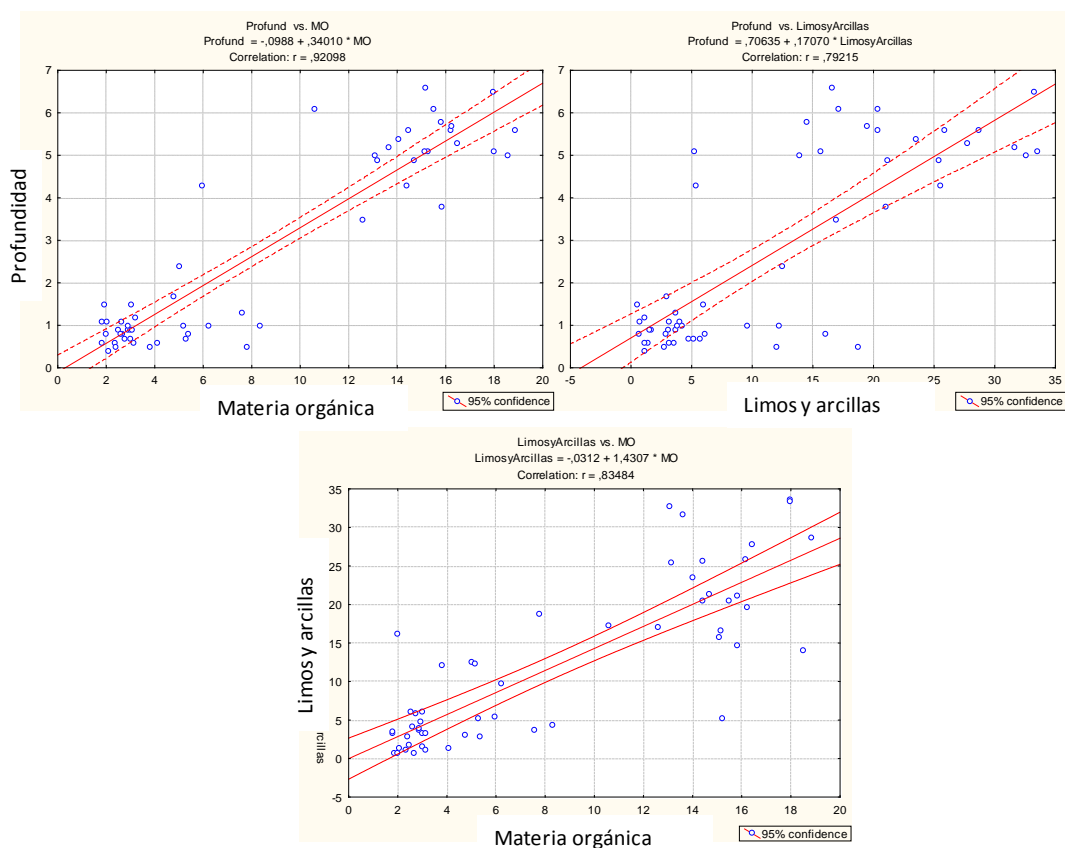 Profund vs. MO
Profund = -,0988 + ,34010 * MO
Correlation: r = ,92098
7
6
5
4
3
2
1
0
Profundidad
0 2 4 6 8 10 12 14 16 18 20
Materia orgánica
95% confidence
Profund vs. LimosyArcillas
Profund = ,70635 + ,17070 * LimosyArcillas
Correlation: r = ,79215
7
6
5
4
3
2
1
0
-5 0 5 10 15 20 25 30 35
Limos y arcillas
95% confidence
LimosyArcillas vs. MO
LimosyArcillas = -,0312 + 1,4307 * MO
Correlation: r = ,83484
35
30
25
20
15
10
5
0
-5
Limos y arcillas
rcillas
0 2 4 6 8 10 12 14 16 18 20
Materia orgánica
95% confidence